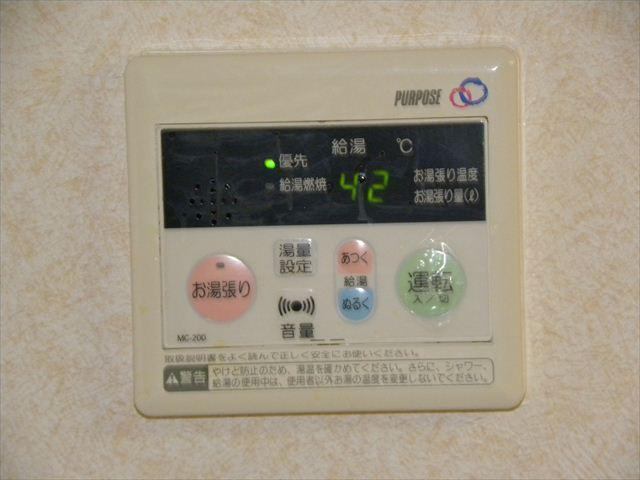 PURPOSE
給湯 ℃
優先
給湯燃焼 42
お湯張り温度
お湯張り量(ℓ)
お湯張り
湯量
設定
音量
あつく
給湯
ぬるく
運転
入／切
MC-200
取扱説明書をよく読んで正しく安全にお使いください。
警告
やけど防止のため、湯温を確かめてください。さらに、シャワー、
給湯の使用中は、使用者以外お湯の温度を変更しないでください。